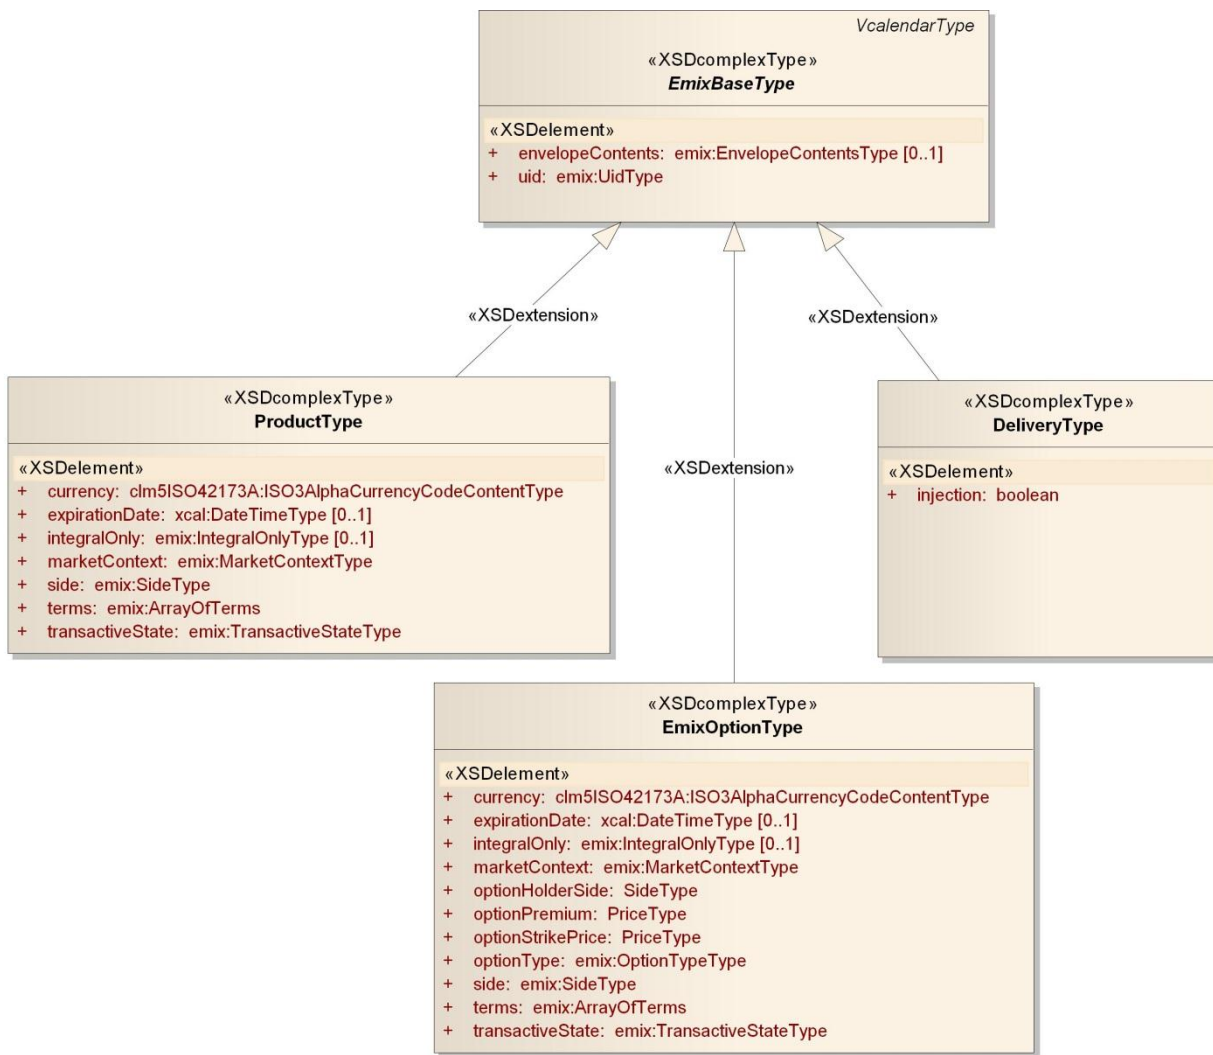 VcalendarType
«XSDcomplexType»
EmixBaseType
«XSDelement»
+ envelopeContents: emix:EnvelopeContentsType [0..1]
+ uid: emix:UidType
«XSDextension»
«XSDextension»
«XSDextension»
«XSDcomplexType»
ProductType
«XSDelement»
+ currency: clm5ISO42173A:ISO3AlphaCurrencyCodeContentType
+ expirationDate: xcal:DateTimeType [0..1]
+ integralOnly: emix:IntegralOnlyType [0..1]
+ marketContext: emix:MarketContextType
+ side: emix:SideType
+ terms: emix:ArrayOfTerms
+ transactiveState: emix:TransactiveStateType
«XSDcomplexType»
DeliveryType
«XSDelement»
+ injection: boolean
«XSDcomplexType»
EmixOptionType
«XSDelement»
+ currency: clm5ISO42173A:ISO3AlphaCurrencyCodeContentType
+ expirationDate: xcal:DateTimeType [0..1]
+ integralOnly: emix:IntegralOnlyType [0..1]
+ marketContext: emix:MarketContextType
+ optionHolderSide: SideType
+ optionPremium: PriceType
+ optionStrikePrice: PriceType
+ optionType: emix:OptionTypeType
+ side: emix:SideType
+ terms: emix:ArrayOfTerms
+ transactiveState: emix:TransactiveStateType